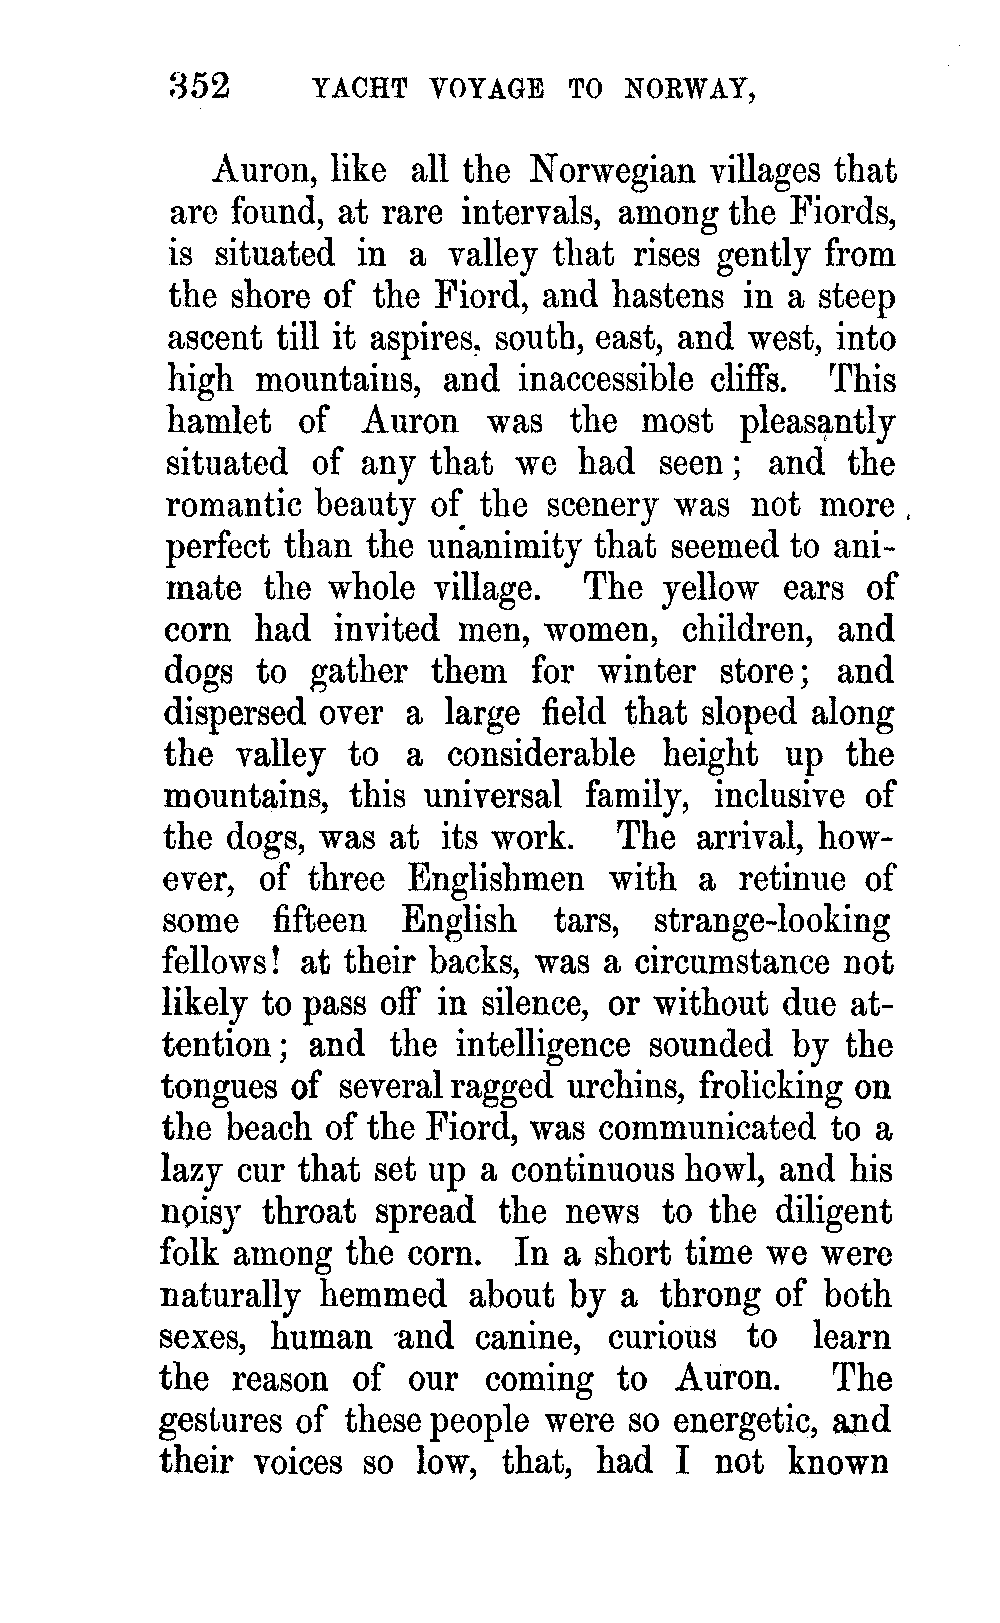 352 YACHT VOYAGE TO NORWAY,
Auron, like all the Norwegian villages that
are found, at rare intervals, among the Fiords,
is situated in a valley that rises gently from
the shore of the Fiord, and hastens in a steep
ascent till it aspires, south, east, and west, into
high mountains, and inaccessible cliffs. This
hamlet of Auron was the most pleasantly
situated of any that we had seen; and the
romantic beauty of the scenery was not more
perfect than the unanimity that seemed to ani-
mate the whole village. The yellow ears of
corn had invited men, women, children, and
dogs to gather them for winter store; and
dispersed over a large field that sloped along
the valley to a considerable height up the
mountains, this universal family, inclusive of
the dogs, was at its work. The arrival, how-
ever, of three Englishmen with a retinue of
some fifteen English tars, strange-looking
fellows! at their backs, was a circumstance not
likely to pass off in silence, or without due at-
tention; and the intelligence sounded by the
tongues of several ragged urchins, frolicking on
the beach of the Fiord, was communicated to a
lazy cur that set up a continuous howl, and his
noisy throat spread the news to the diligent
folk among the corn. In a short time we were
naturally hemmed about by a throng of both
sexes, human and canine, curious to learn
the reason of our coming to Auron. The
gestures of these people were so energetic, and
their voices so low, that, had I not known